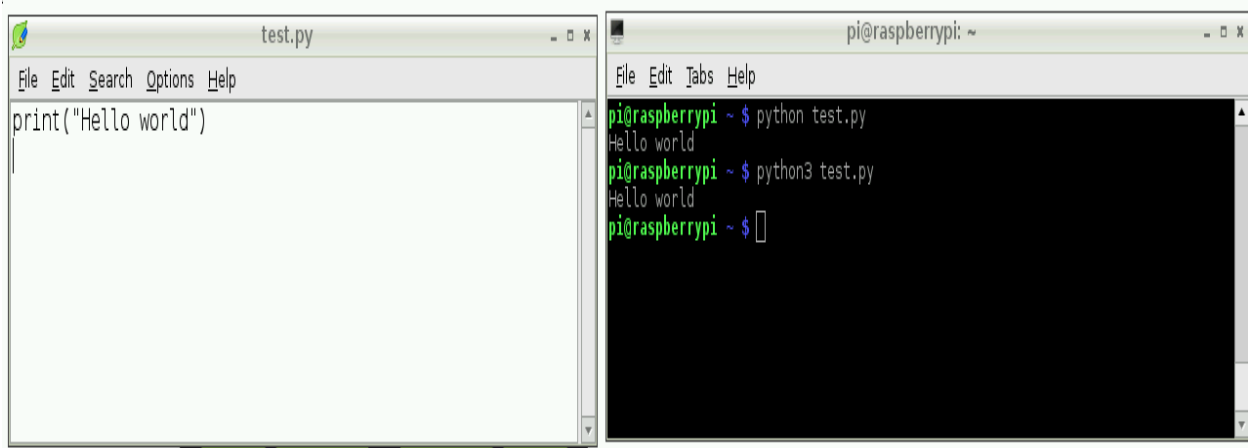 test.py
File Edit Search Options Help
print("Hello world")
pi@raspberrypi: ~
File Edit Tabs Help
pi@raspberrypi ~ $ python test.py
Hello world
pi@raspberrypi ~ $ python3 test.py
Hello world
pi@raspberrypi ~ $